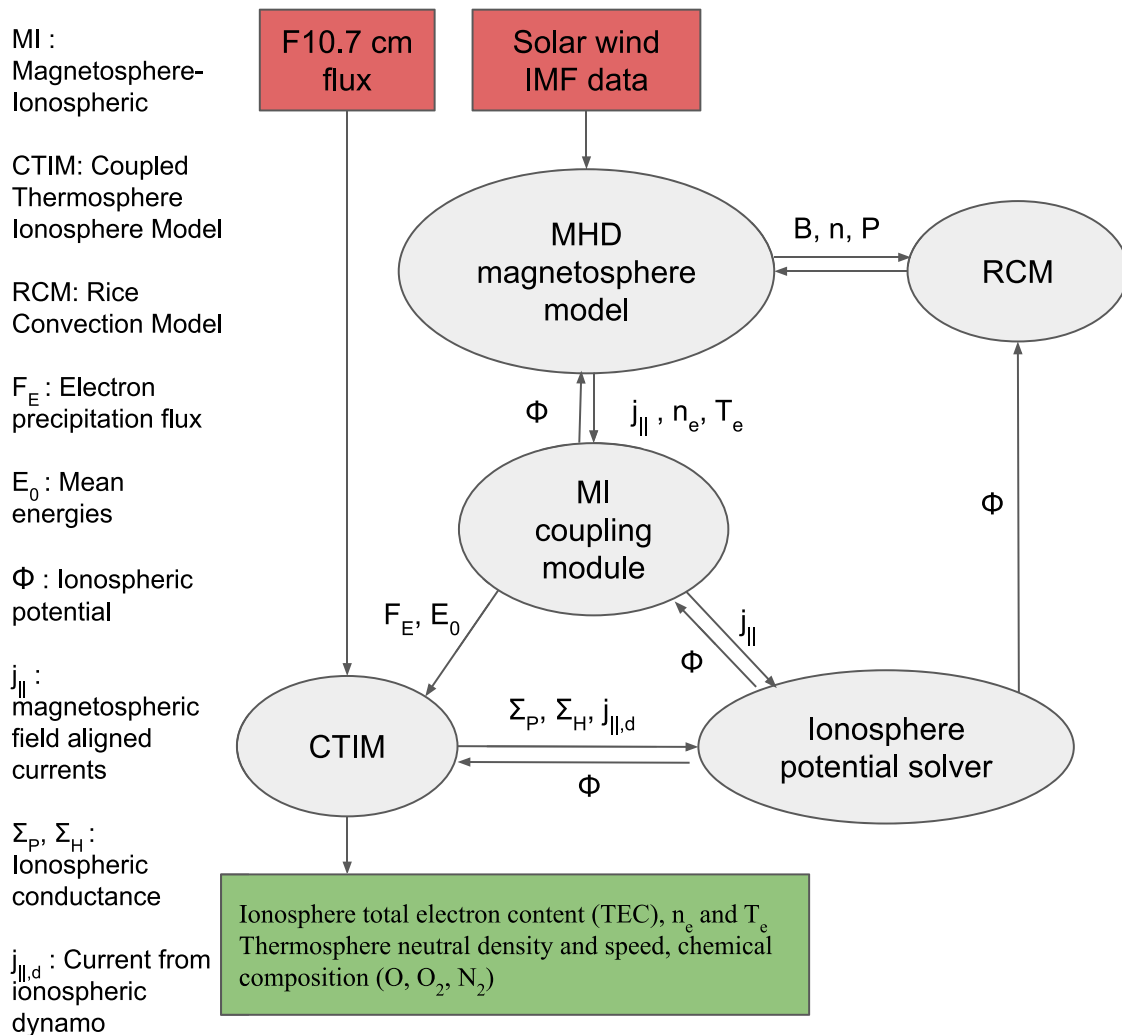 MI :
Magnetosphere-
Ionospheric
CTIM: Coupled
Thermosphere
Ionosphere Model
RCM: Rice
Convection Model
F_E : Electron
precipitation flux
E_0 : Mean
energies
Φ : Ionospheric
potential
j_|| :
magnetospheric
field aligned
currents
Σ_P, Σ_H :
Ionospheric
conductance
j_||,d : Current from
ionospheric
dynamo
F10.7 cm
flux
Solar wind
IMF data
MHD
magnetosphere
model
B, n, P
RCM
Φ
j_|| , n_e, T_e
MI
coupling
module
Φ
F_E, E_0
j_||
Φ
CTIM
Σ_P, Σ_H, j_||,d
Φ
Ionosphere
potential solver
Ionosphere total electron content (TEC), n_e and T_e
Thermosphere neutral density and speed, chemical
composition (O, O_2, N_2)